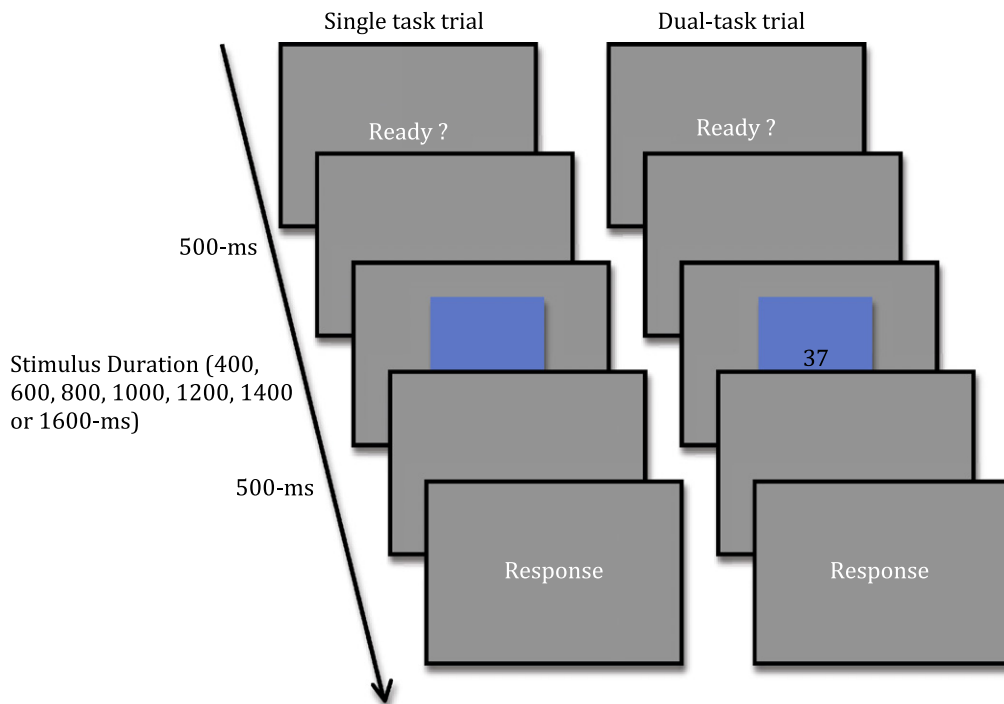 Single task trial
Dual-task trial
Ready ?
Ready ?
500-ms
37
Stimulus Duration (400,
600, 800, 1000, 1200, 1400
or 1600-ms)
500-ms
Response
Response